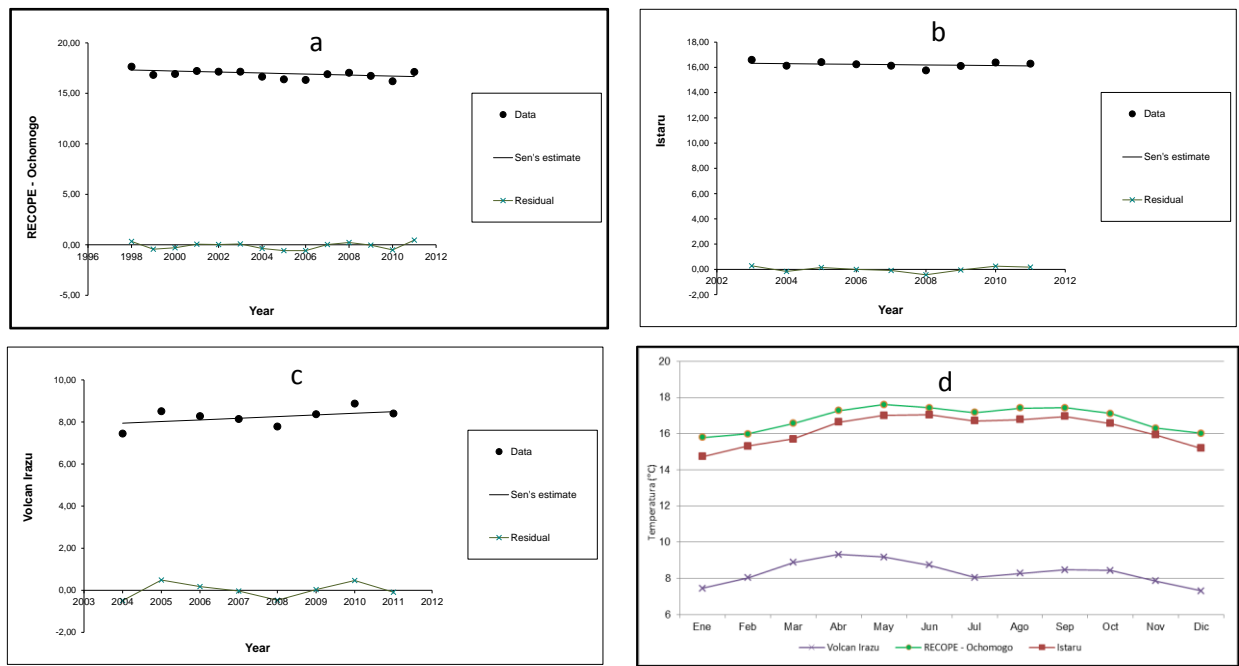 a
20,00
15,00
10,00
5,00
0,00
-5,00
1996 1998 2000 2002 2004 2006 2008 2010 2012
RECOPE - Ochomogo
Year
Data
Sen's estimate
Residual
b
18,00
16,00
14,00
12,00
10,00
8,00
6,00
4,00
2,00
0,00
-2,00
2002 2004 2006 2008 2010 2012
Istaru
Year
Data
Sen's estimate
Residual
c
10,00
8,00
6,00
4,00
2,00
0,00
-2,00
2003 2004 2005 2006 2007 2008 2009 2010 2011 2012
Volcan Irazu
Year
Data
Sen's estimate
Residual
d
20
18
16
14
12
10
8
6
Temperatura (°C)
Ene Feb Mar Abr May Jun Jul Ago Sep Oct Nov Dic
Volcan Irazu RECOPE - Ochomogo Istaru